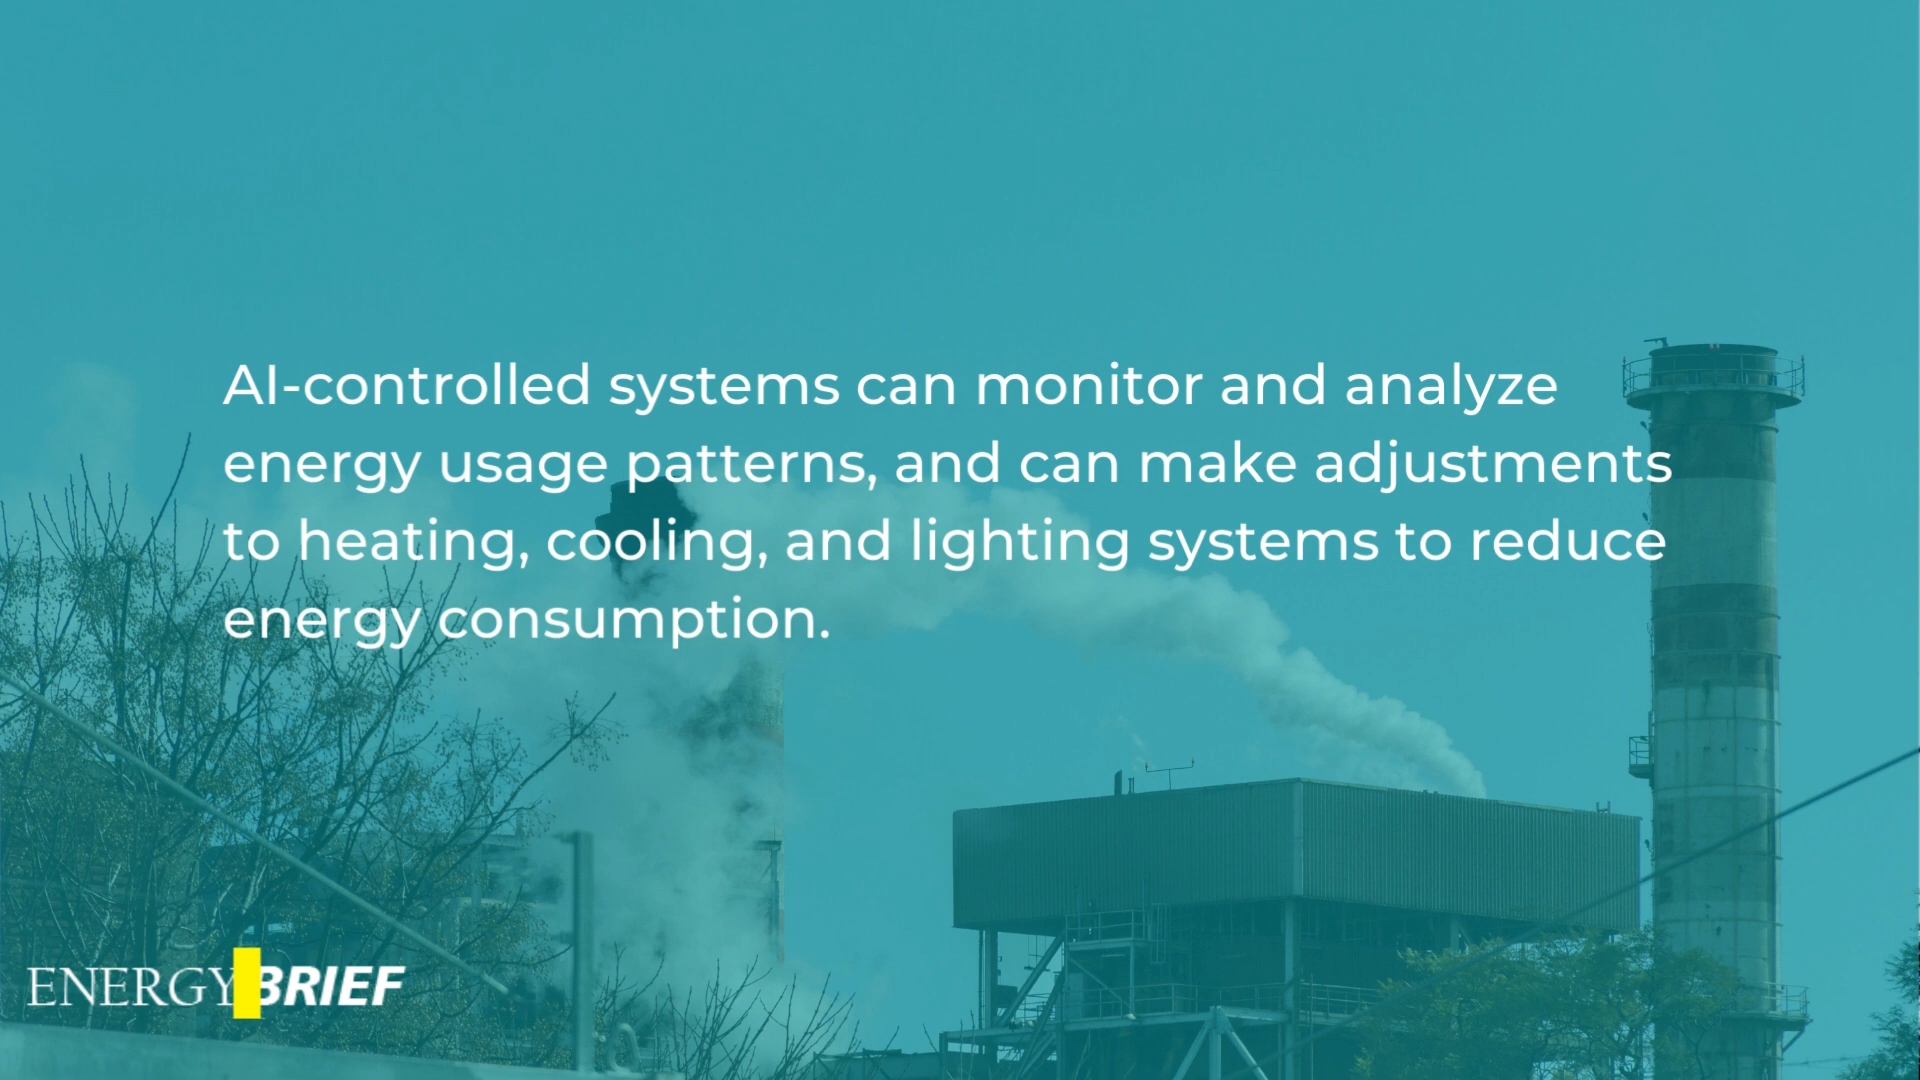 AI-controlled systems can monitor and analyze
energy usage patterns, and can make adjustments
to heating, cooling, and lighting systems to reduce
energy consumption.
ENERGY BRIEF